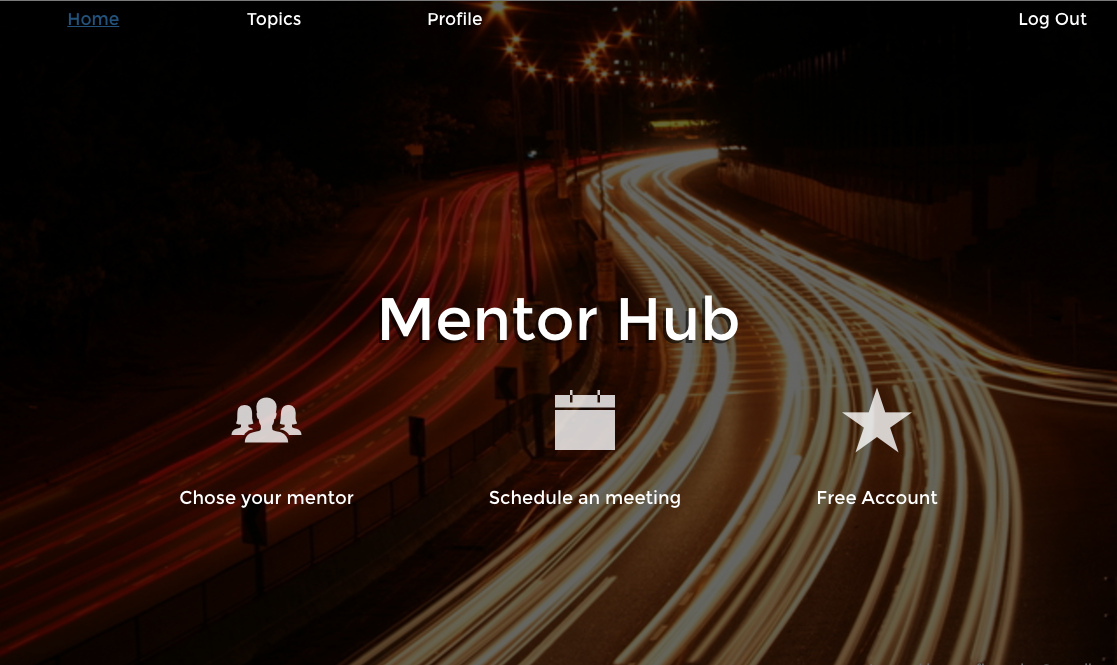 Home Topics Profile Log Out
Mentor Hub
Chose your mentor Schedule an meeting Free Account